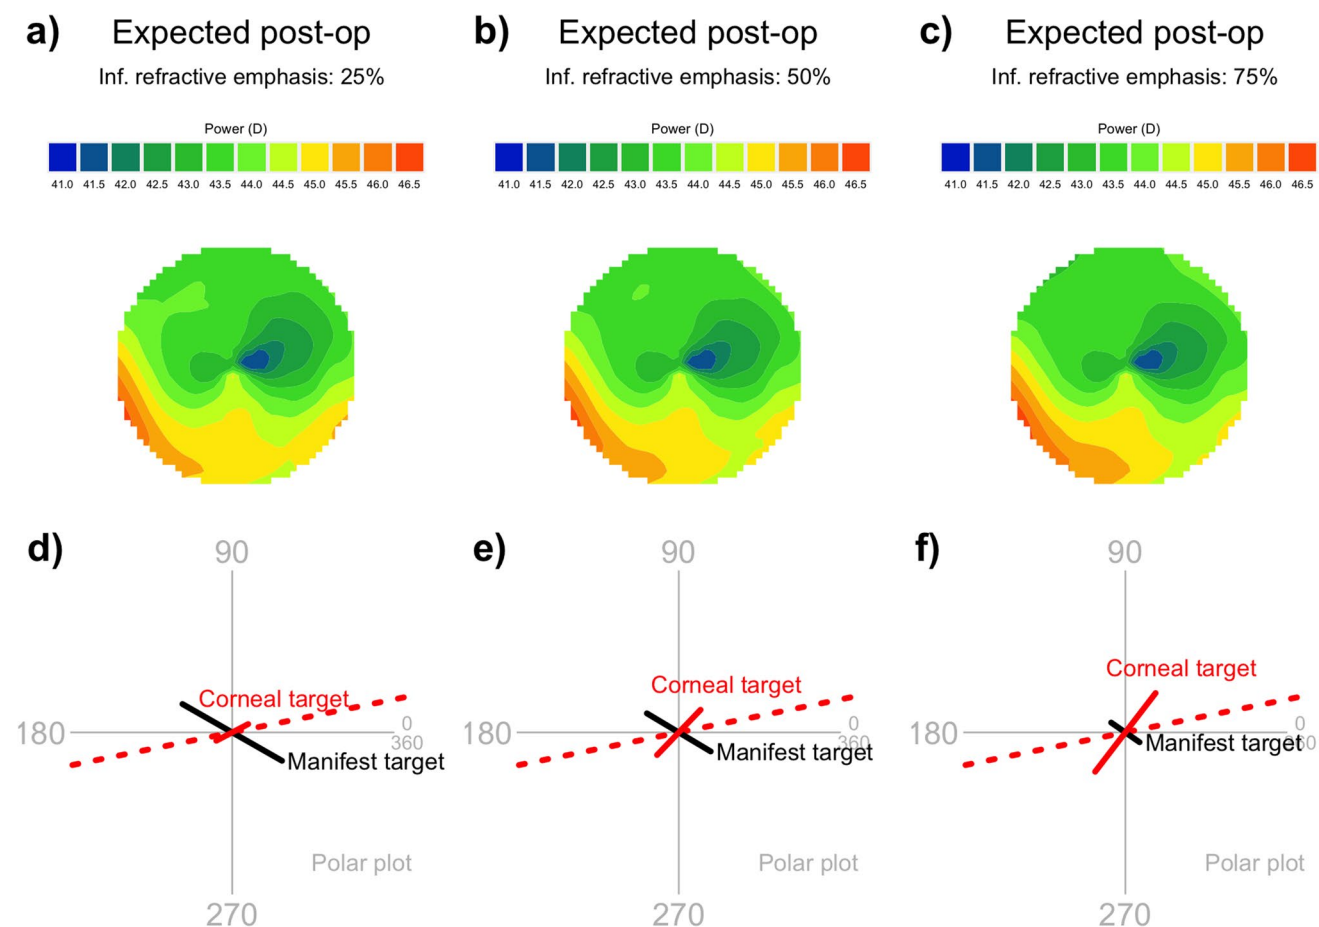 a) Expected post-op
Inf. refractive emphasis: 25%
Power (D)
41.0 41.5 42.0 42.5 43.0 43.5 44.0 44.5 45.0 45.5 46.0 46.5
b) Expected post-op
Inf. refractive emphasis: 50%
Power (D)
41.0 41.5 42.0 42.5 43.0 43.5 44.0 44.5 45.0 45.5 46.0 46.5
c) Expected post-op
Inf. refractive emphasis: 75%
Power (D)
41.0 41.5 42.0 42.5 43.0 43.5 44.0 44.5 45.0 45.5 46.0 46.5
d)
90
Corneal target
0
180
360
Manifest target
Polar plot
270
e)
90
Corneal target
0
180
360
Manifest target
Polar plot
270
f)
90
Corneal target
0
180
360
Manifest target
Polar plot
270